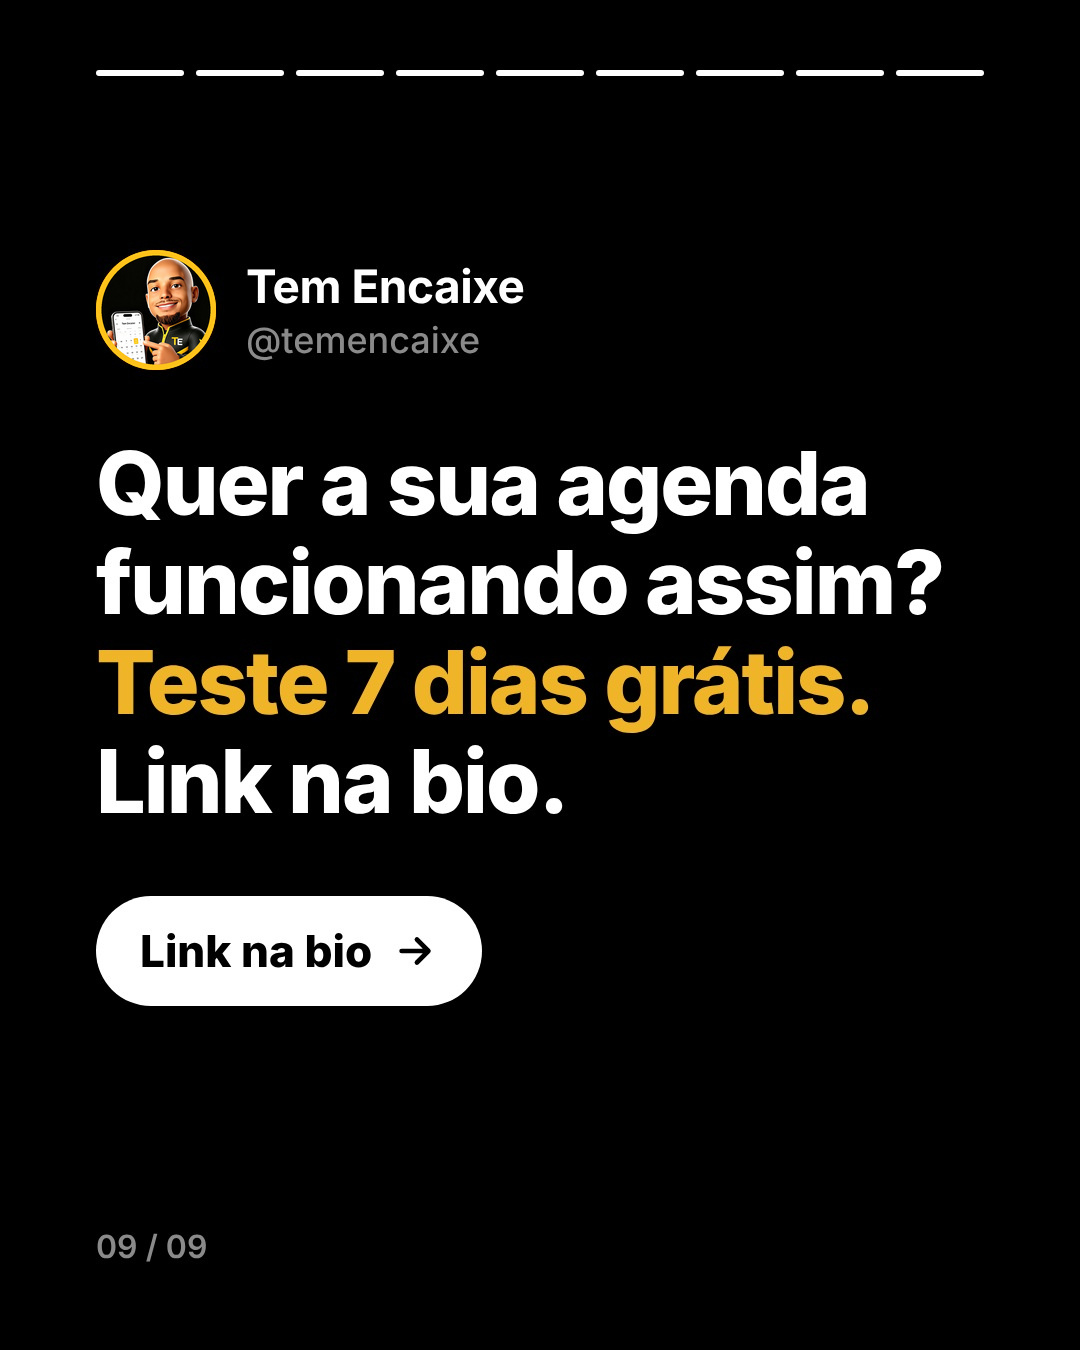 Tem Encaixe
@temencaixe
TE
Quer a sua agenda
funcionando assim?
Teste 7 dias grátis.
Link na bio.
Link na bio →
09 / 09